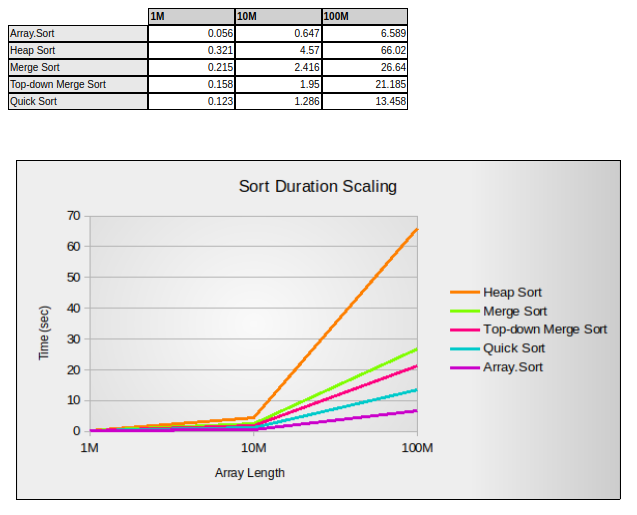 1M 10M 100M
Array.Sort 0.056 0.647 6.589
Heap Sort 0.321 4.57 66.02
Merge Sort 0.215 2.416 26.64
Top-down Merge Sort 0.158 1.95 21.185
Quick Sort 0.123 1.286 13.458
Sort Duration Scaling
70
60
50
40
30
20
10
0
Time (sec)
1M 10M 100M
Array Length
Heap Sort
Merge Sort
Top-down Merge Sort
Quick Sort
Array.Sort